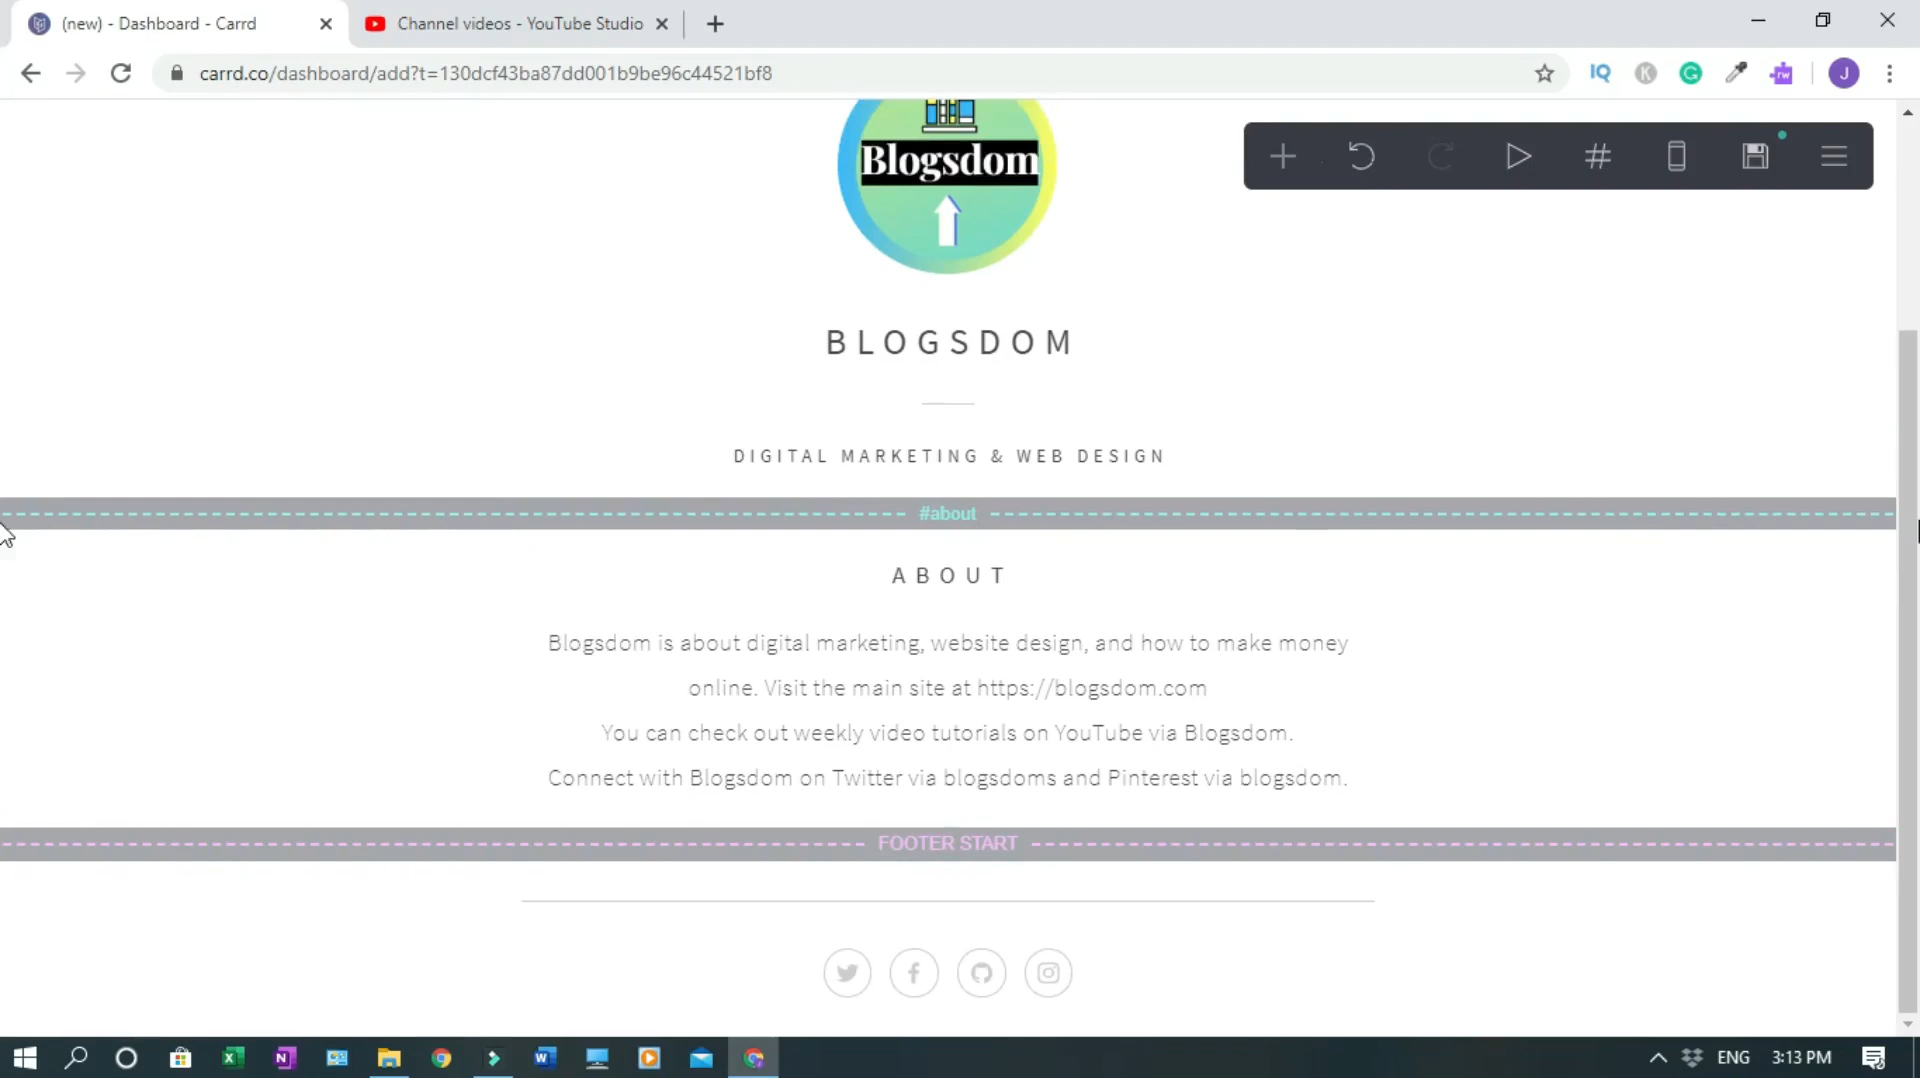 (new) - Dashboard - Carrd
Channel videos - YouTube Studio
carrd.co/dashboard/add?t=130dcf43ba87dd001b9be96c44521bf8
IQ
K
G
rw
J
Blogsdom
BLOGSDOM
DIGITAL MARKETING & WEB DESIGN
#about
ABOUT
Blogsdom is about digital marketing, website design, and how to make money
online. Visit the main site at https://blogsdom.com
You can check out weekly video tutorials on YouTube via Blogsdom.
Connect with Blogsdom on Twitter via blogsdoms and Pinterest via blogsdom.
FOOTER START
ENG
3:13 PM